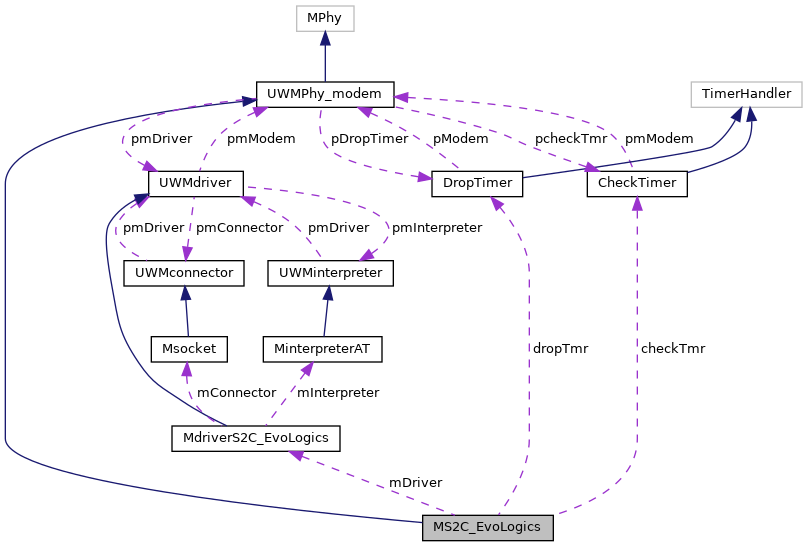 MPhy
UWMPhy_modem
TimerHandler
pmDriver
pmModem
pDropTimer
pModem
pcheckTmr
pmModem
UWMdriver
DropTimer
CheckTimer
pmDriver
pmConnector
pmDriver
pmInterpreter
UWMconnector
UWMinterpreter
Msocket
MinterpreterAT
dropTmr
checkTmr
mConnector
mInterpreter
MdriverS2C_EvoLogics
mDriver
MS2C_EvoLogics